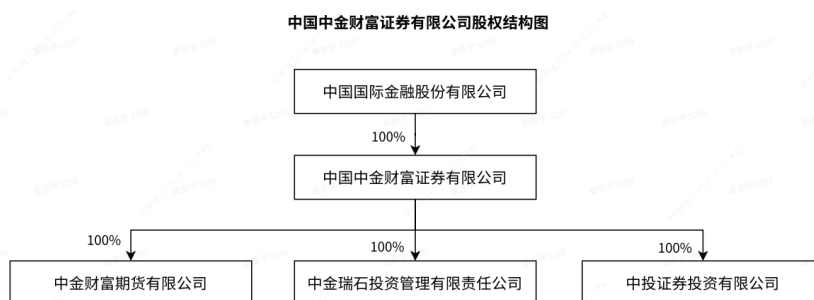 中国中金财富证券有限公司股权结构图
中国国际金融股份有限公司
100%
中国中金财富证券有限公司
100%
100%
100%
中金财富期货有限公司
中金瑞石投资管理有限责任公司
中投证券投资有限公司